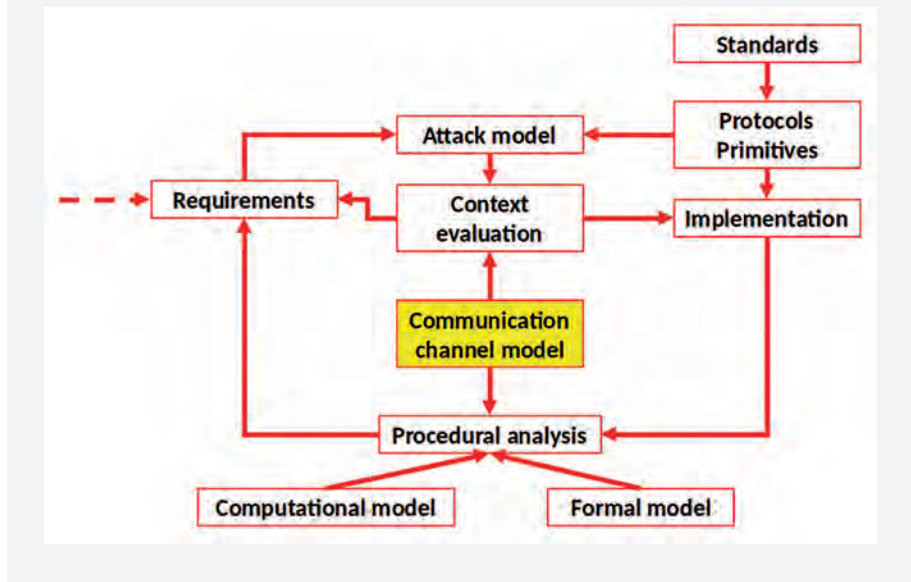 Standards
Attack model
Protocols
Primitives
Requirements
Context
evaluation
Implementation
Communication
channel model
Procedural analysis
Computational model
Formal model